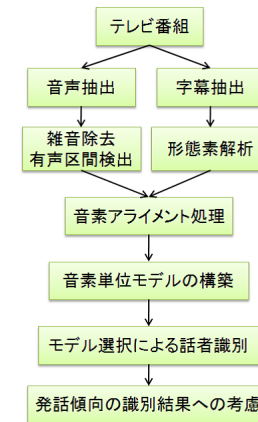 テレビ番組
音声抽出
字幕抽出
雑音除去
有声区間検出
形態素解析
音素アライメント処理
音素単位モデルの構築
モデル選択による話者識別
発話傾向の識別結果への考慮